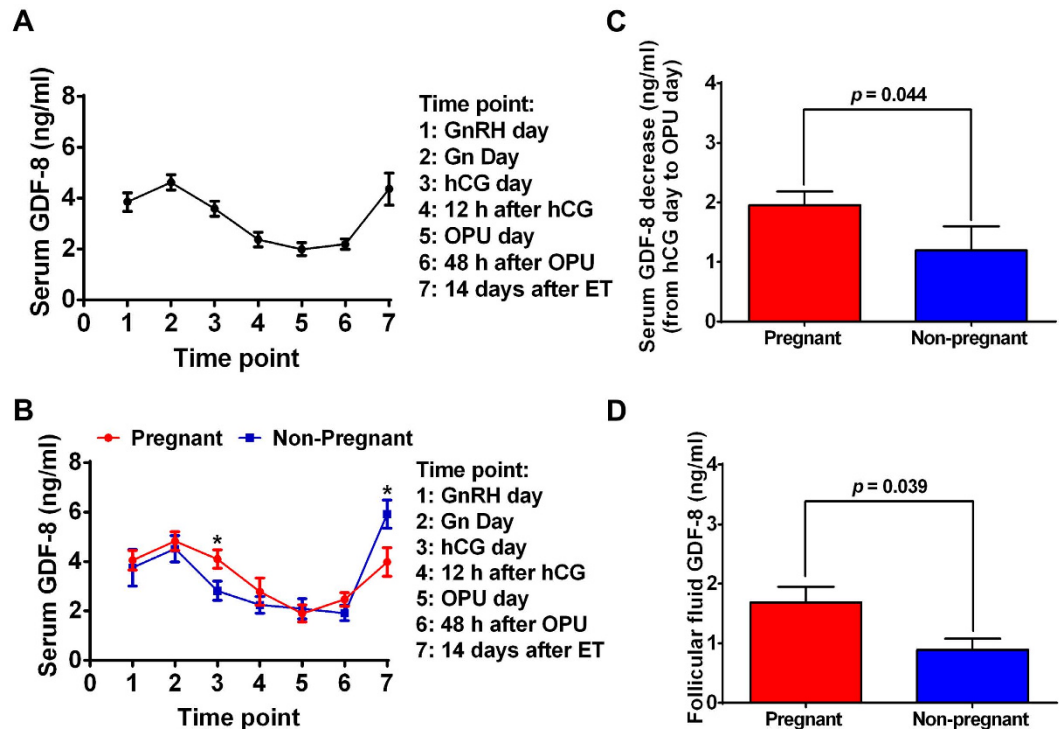 A
Serum GDF-8 (ng/ml)
8
6
4
2
0
0 1 2 3 4 5 6 7
Time point
Time point:
1: GnRH day
2: Gn Day
3: hCG day
4: 12 h after hCG
5: OPU day
6: 48 h after OPU
7: 14 days after ET
B
Pregnant Non-Pregnant
Serum GDF-8 (ng/ml)
8
6
4
2
0
* *
0 1 2 3 4 5 6 7
Time point
Time point:
1: GnRH day
2: Gn Day
3: hCG day
4: 12 h after hCG
5: OPU day
6: 48 h after OPU
7: 14 days after ET
C
Serum GDF-8 decrease (ng/ml)
(from hCG day to OPU day)
4
3
2
1
0
p = 0.044
Pregnant Non-pregnant
D
Follicular fluid GDF-8 (ng/ml)
4
3
2
1
0
p = 0.039
Pregnant Non-pregnant